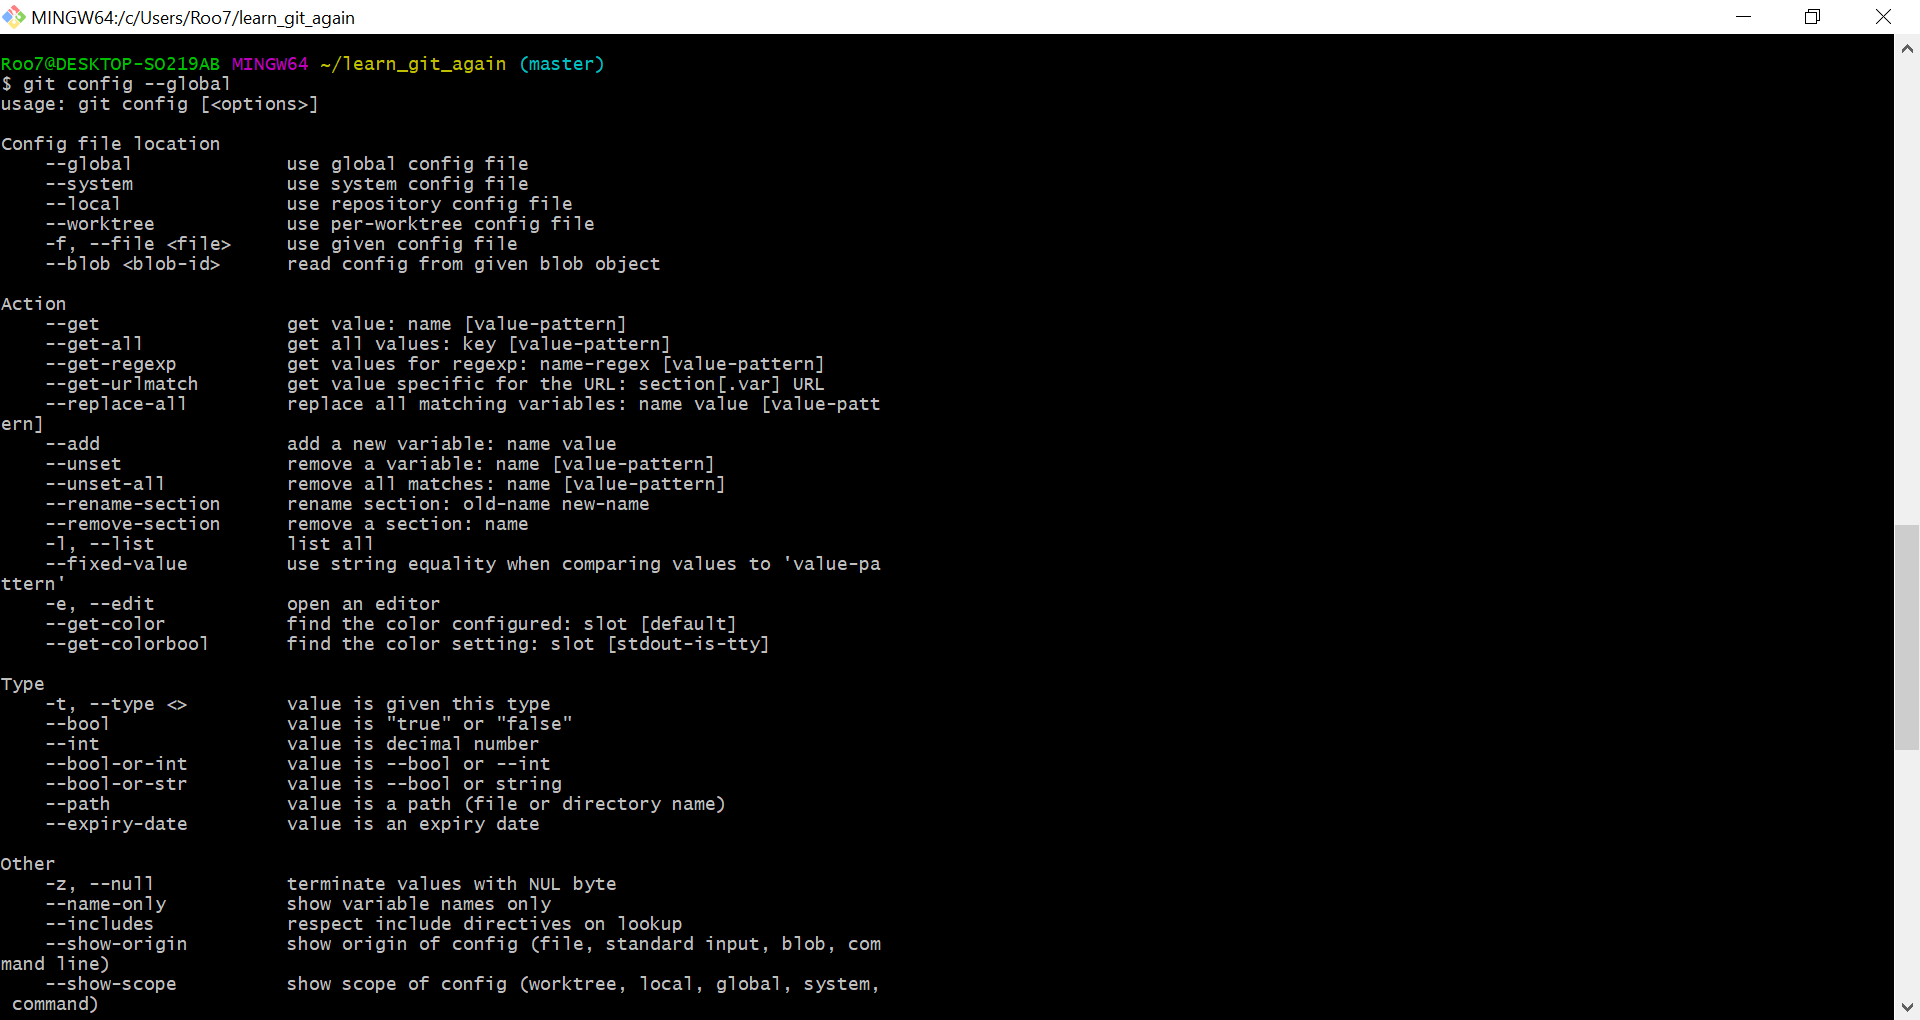 MINGW64:/c/Users/Roo7/learn_git_again
Roo7@DESKTOP-SO219AB MINGW64 ~/learn_git_again (master)
$ git config --global
usage: git config [<options>]
Config file location
    --global              use global config file
    --system              use system config file
    --local               use repository config file
    --worktree            use per-worktree config file
    -f, --file <file>     use given config file
    --blob <blob-id>      read config from given blob object
Action
    --get                 get value: name [value-pattern]
    --get-all             get all values: key [value-pattern]
    --get-regexp          get values for regexp: name-regex [value-pattern]
    --get-urlmatch        get value specific for the URL: section[.var] URL
    --replace-all         replace all matching variables: name value [value-patt
ern]
    --add                 add a new variable: name value
    --unset               remove a variable: name [value-pattern]
    --unset-all           remove all matches: name [value-pattern]
    --rename-section      rename section: old-name new-name
    --remove-section      remove a section: name
    -l, --list            list all
    --fixed-value         use string equality when comparing values to 'value-pa
ttern'
    -e, --edit            open an editor
    --get-color           find the color configured: slot [default]
    --get-colorbool       find the color setting: slot [stdout-is-tty]
Type
    -t, --type <>         value is given this type
    --bool                value is "true" or "false"
    --int                 value is decimal number
    --bool-or-int         value is --bool or --int
    --bool-or-str         value is --bool or string
    --path                value is a path (file or directory name)
    --expiry-date         value is an expiry date
Other
    -z, --null            terminate values with NUL byte
    --name-only           show variable names only
    --includes            respect include directives on lookup
    --show-origin         show origin of config (file, standard input, blob, com
mand line)
    --show-scope          show scope of config (worktree, local, global, system,
 command)